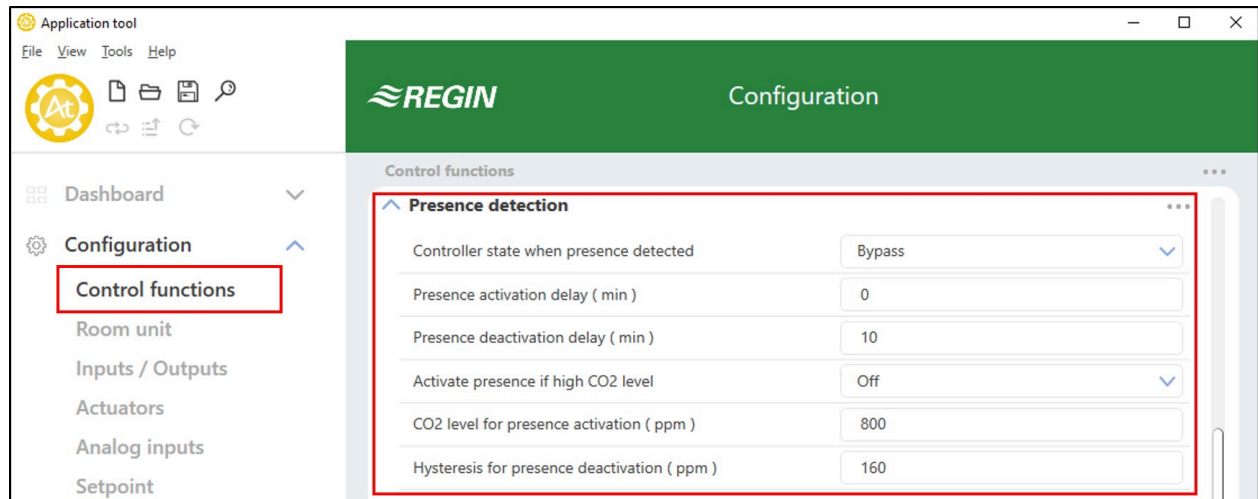 Application tool
File View Tools Help
At
REGIN
Configuration
Dashboard
Configuration
Control functions
Room unit
Inputs / Outputs
Actuators
Analog inputs
Setpoint
Control functions
Presence detection
Controller state when presence detected Bypass
Presence activation delay ( min ) 0
Presence deactivation delay ( min ) 10
Activate presence if high CO2 level Off
CO2 level for presence activation ( ppm ) 800
Hysteresis for presence deactivation ( ppm ) 160